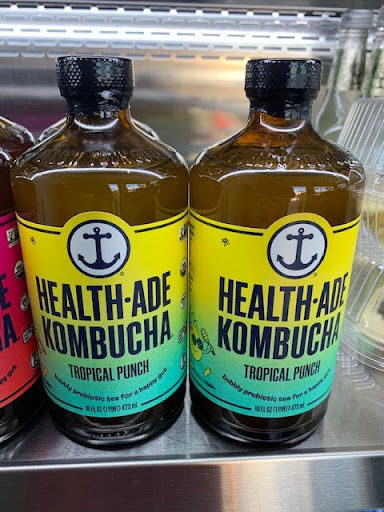 HEALTH-ADE
KOMBUCHA
TROPICAL PUNCH
bubbly probiotic tea for a happy gut.
16 FL OZ (1 PINT) 473 mL
HEALTH-ADE
KOMBUCHA
TROPICAL PUNCH
bubbly probiotic tea for a happy gut.
16 FL OZ (1 PINT) 473 mL